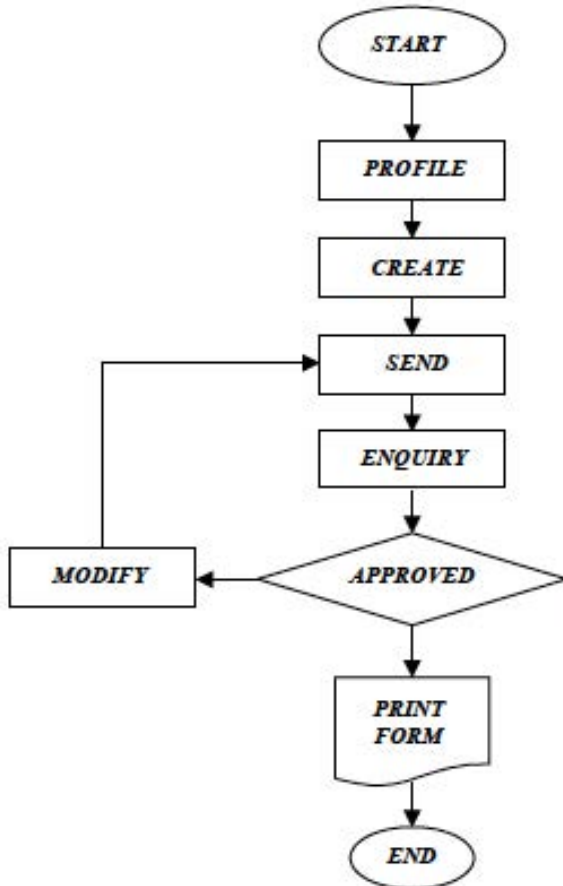 START
PROFILE
CREATE
SEND
ENQUIRY
MODIFY
APPROVED
PRINT
FORM
END